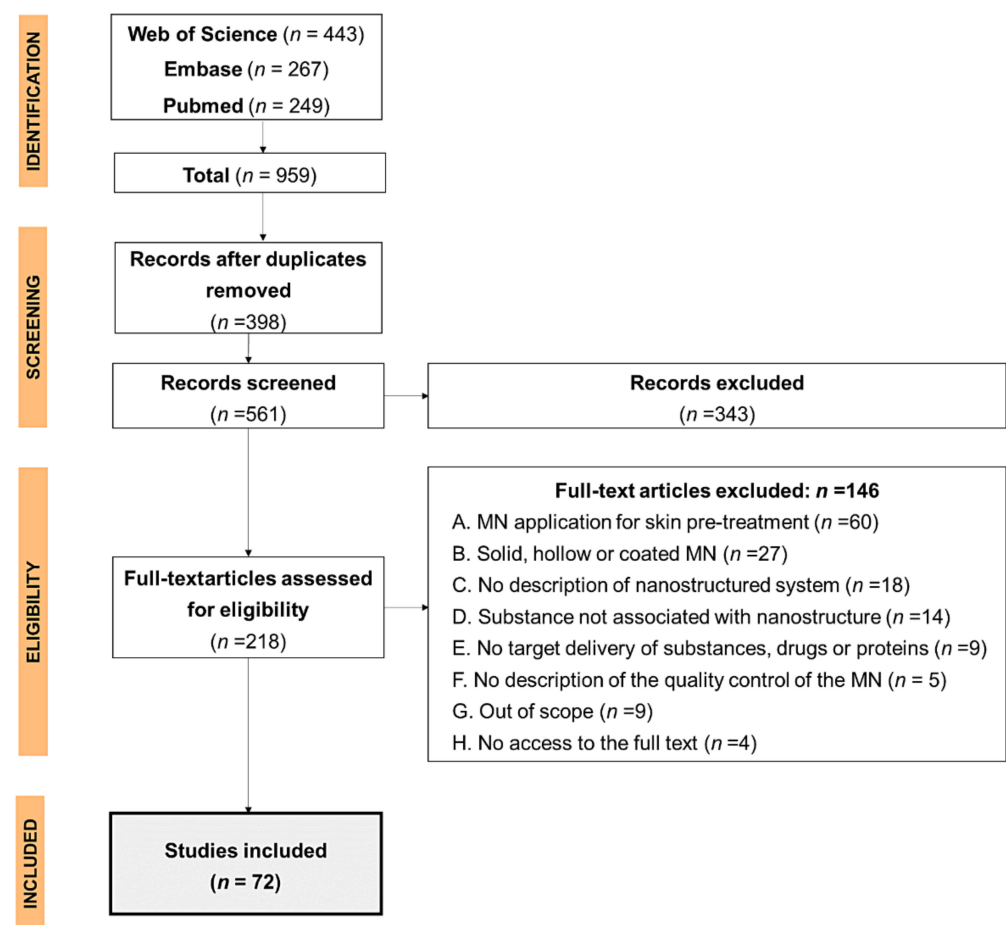 IDENTIFICATION
Web of Science (n = 443)
Embase (n = 267)
Pubmed (n = 249)
Total (n = 959)
SCREENING
Records after duplicates
removed
(n =398)
Records screened
(n =561)
Records excluded
(n =343)
ELIGIBILITY
Full-textarticles assessed
for eligibility
(n =218)
Full-text articles excluded: n =146
A. MN application for skin pre-treatment (n =60)
B. Solid, hollow or coated MN (n =27)
C. No description of nanostructured system (n =18)
D. Substance not associated with nanostructure (n =14)
E. No target delivery of substances, drugs or proteins (n =9)
F. No description of the quality control of the MN (n = 5)
G. Out of scope (n =9)
H. No access to the full text (n =4)
INCLUDED
Studies included
(n = 72)